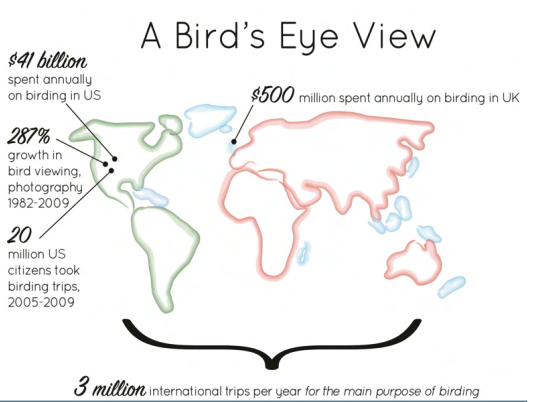 A Bird's Eye View
$41 billion
spent annually
on birding in US
$500 million spent annually on birding in UK
287%
growth in
bird viewing,
photography
1982-2009
20
million US
citizens took
birding trips,
2005-2009
3 million international trips per year for the main purpose of birding